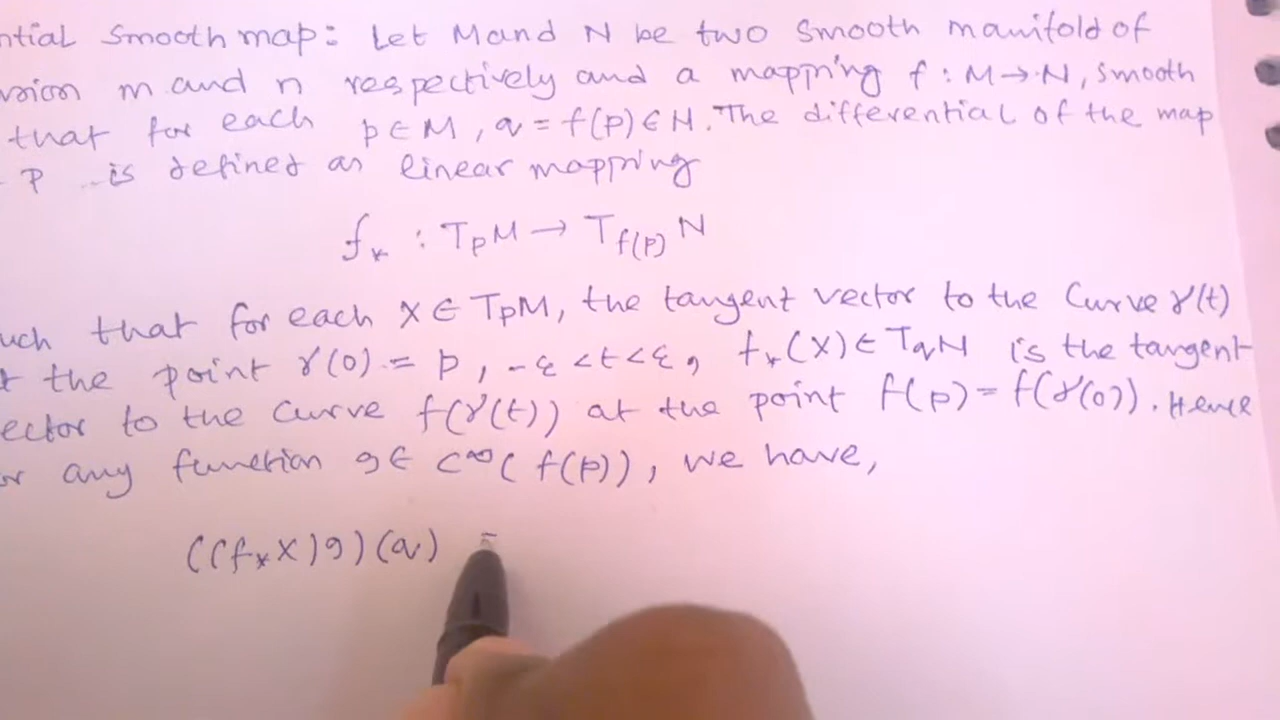 ntial Smooth map: Let M and N be two smooth manifold of
m and n respectively and a mapping f : M → N, smooth
that for each p ∈ M, q = f(p) ∈ N. The differential of the map
P is defined as linear mapping
f* : TpM → Tf(p) N
uch that for each X ∈ TpM, the tangent vector to the Curve γ(t)
t the point γ(0) = p, -ε < t < ε, f*(X) ∈ TqN is the tangent
ector to the curve f(γ(t)) at the point f(p) = f(γ(0)). Hence
or any function g ∈ C∞(f(p)), we have,
((f*X)g)(q) =